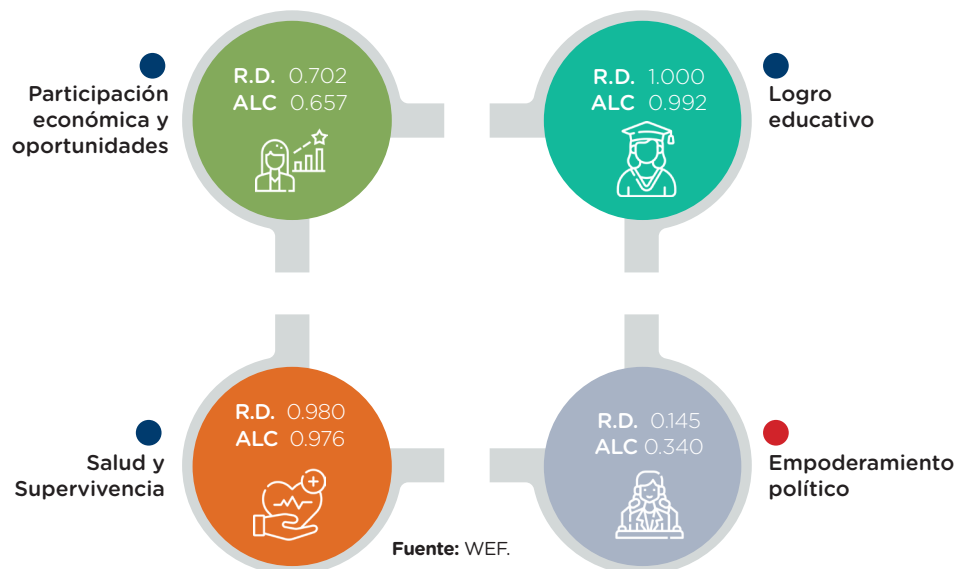 R.D. 0.702
ALC 0.657
Participación
económica y
oportunidades
R.D. 1.000
ALC 0.992
Logro
educativo
R.D. 0.980
ALC 0.976
Salud y
Supervivencia
R.D. 0.145
ALC 0.340
Empoderamiento
político
Fuente: WEF.